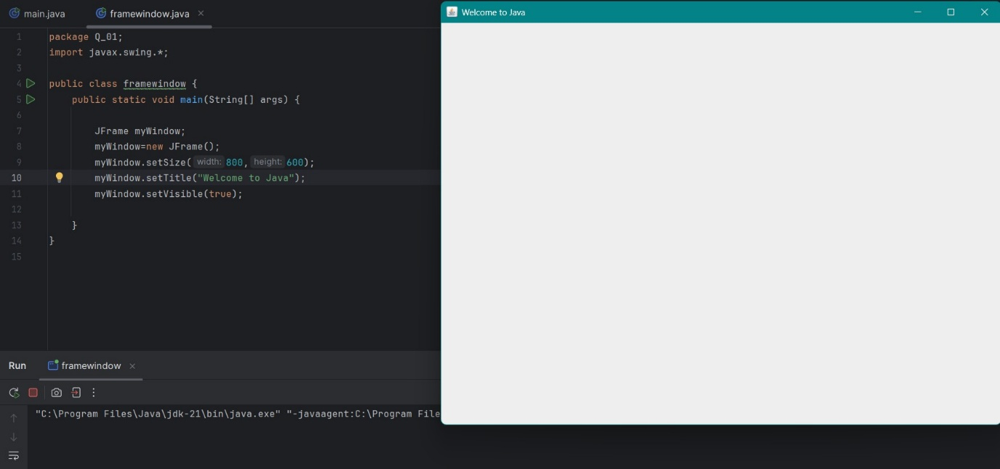 main.java framewindow.java
Welcome to Java
1 package Q_01;
2 import javax.swing.*;
3
4 public class framewindow {
5 public static void main(String[] args) {
6
7 JFrame myWindow;
8 myWindow=new JFrame();
9 myWindow.setSize( width: 800, height: 600);
10 myWindow.setTitle("Welcome to Java");
11 myWindow.setVisible(true);
12
13 }
14 }
15
Run framewindow
"C:\Program Files\Java\jdk-21\bin\java.exe" "-javaagent:C:\Program File